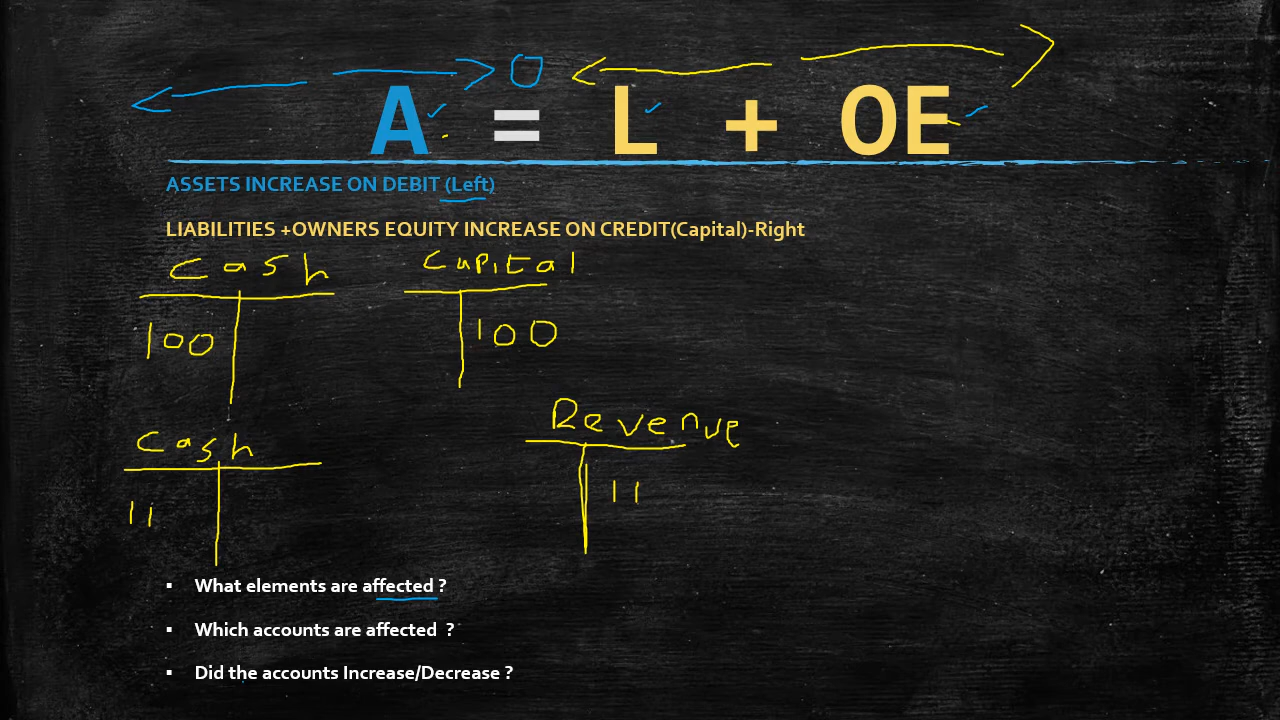 0
A = L + OE
ASSETS INCREASE ON DEBIT (Left)
LIABILITIES +OWNERS EQUITY INCREASE ON CREDIT(Capital)-Right
Cash Capital
100 100
Cash Revenue
11 11
▪ What elements are affected ?
▪ Which accounts are affected ?
▪ Did the accounts Increase/Decrease ?